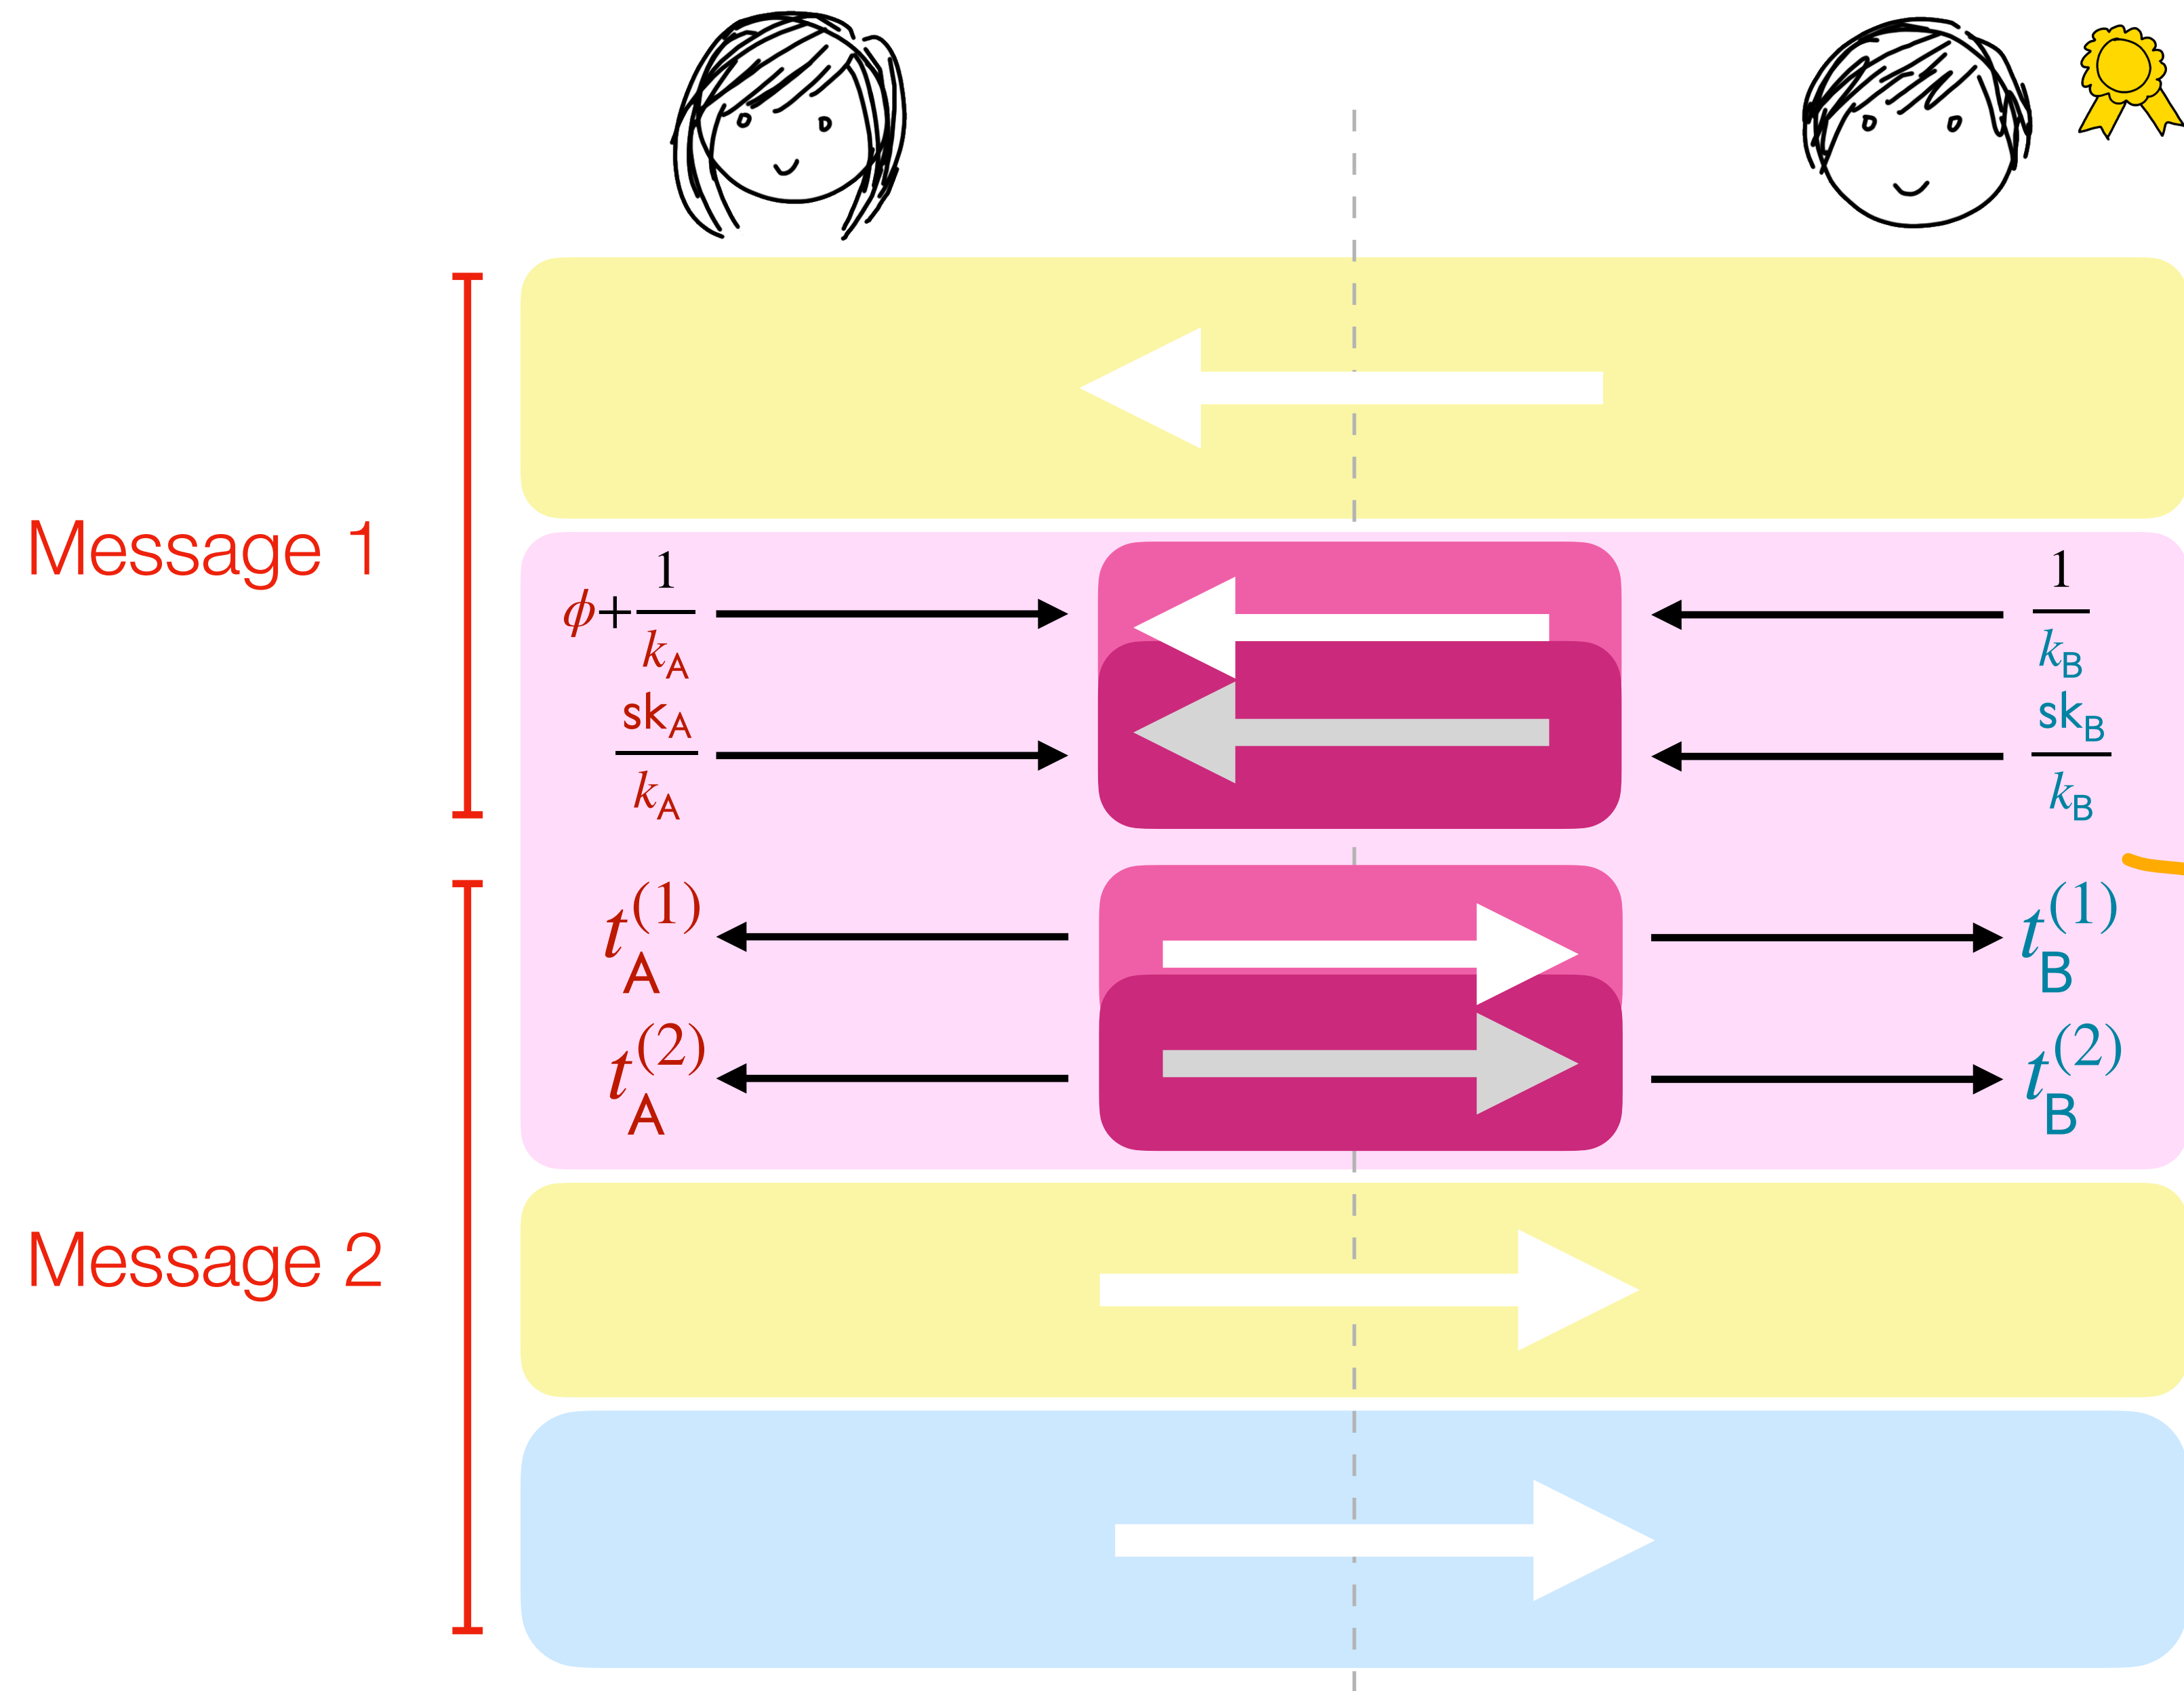 Message 1
ϕ + 1/k_A
1/k_B
sk_A/k_A
sk_B/k_B
t_A^(1)
t_B^(1)
t_A^(2)
t_B^(2)
Message 2